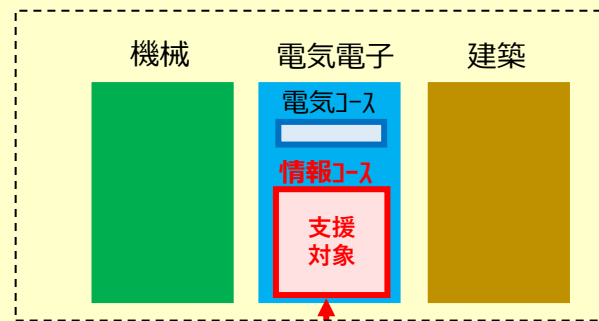 機械
電気電子
建築
電気ｺｰｽ
情報ｺｰｽ
支援
対象